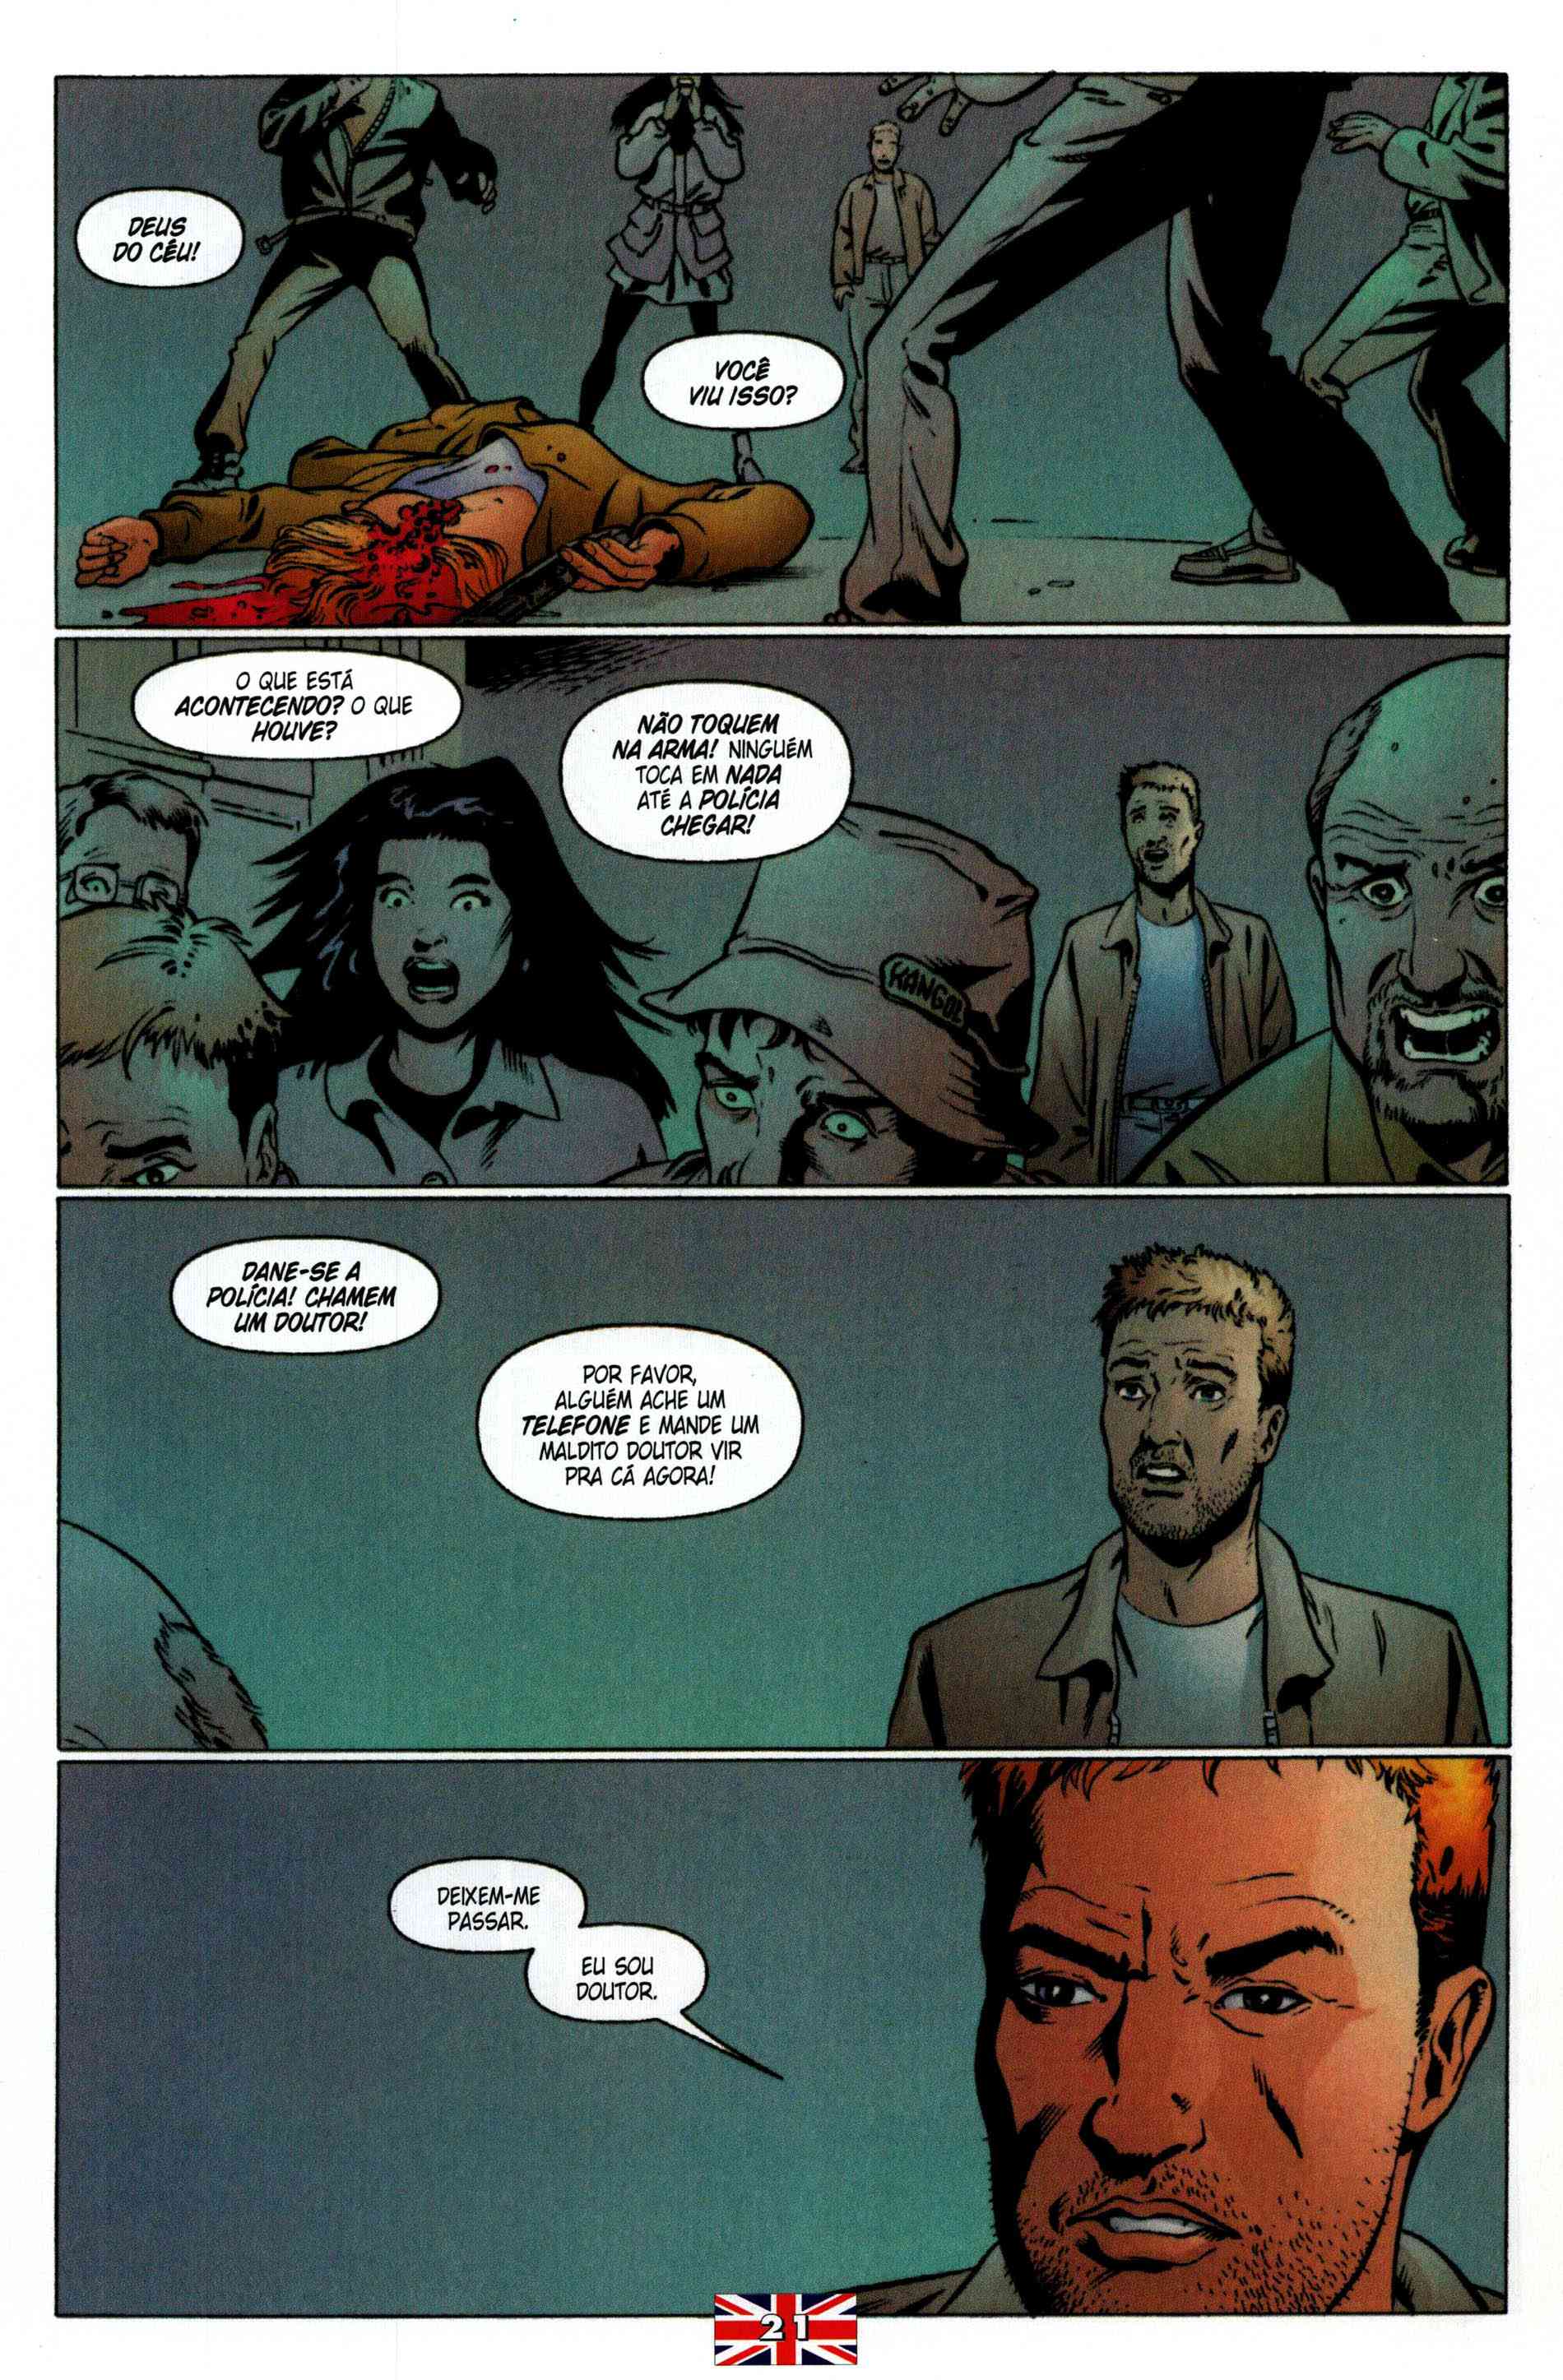 DEUS
DO CÉU!
VOCÊ
VIU ISSO?
O QUE ESTÁ
ACONTECENDO? O QUE
HOUVE?
NÃO TOQUEM
NA ARMA! NINGUÉM
TOCA EM NADA
ATÉ A POLÍCIA
CHEGAR!
KANGOL
DANE-SE A
POLÍCIA! CHAMEM
UM DOUTOR!
POR FAVOR,
ALGUÉM ACHE UM
TELEFONE E MANDE UM
MALDITO DOUTOR VIR
PRA CÁ AGORA!
DEIXEM-ME
PASSAR.
EU SOU
DOUTOR.
21